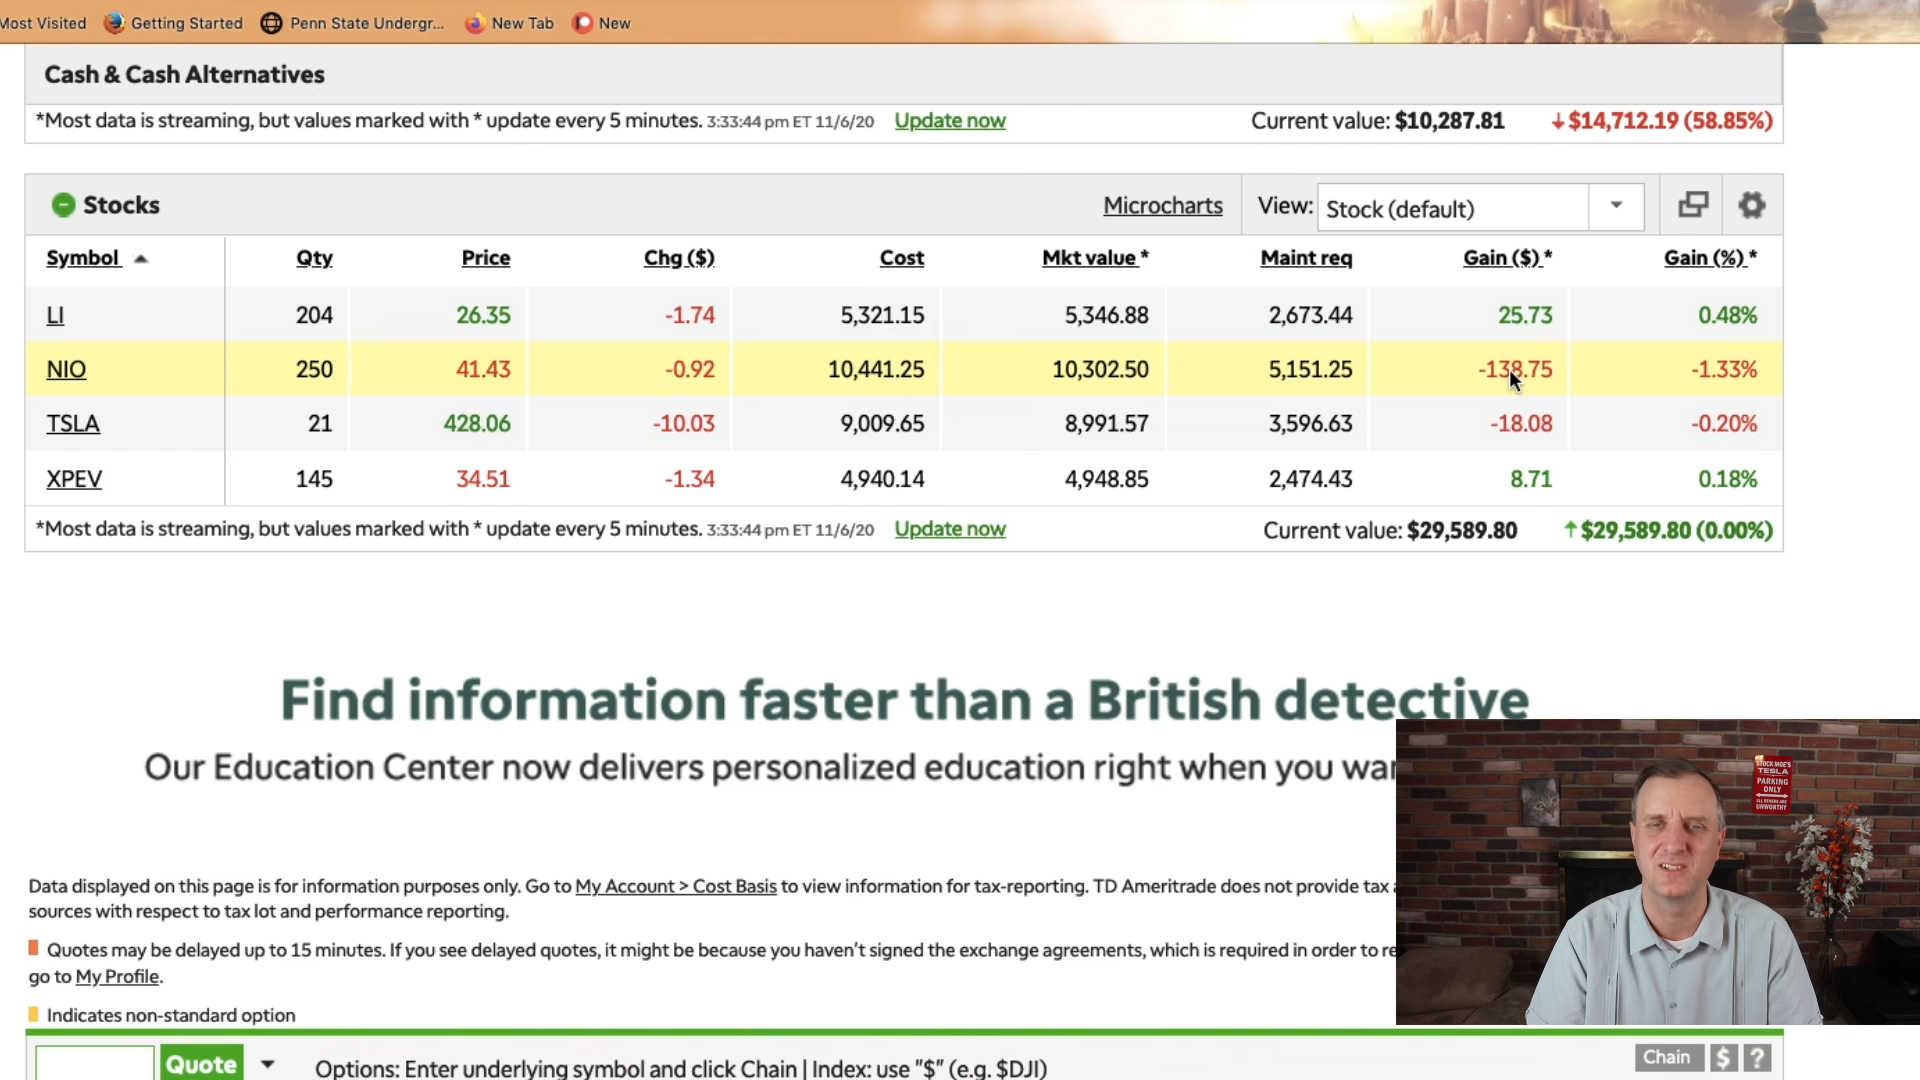 Most Visited Getting Started Penn State Undergr... New Tab New
Cash & Cash Alternatives
*Most data is streaming, but values marked with * update every 5 minutes. 3:33:44 pm ET 11/6/20 Update now Current value: $10,287.81 $14,712.19 (58.85%)
Stocks Microcharts View: Stock (default)
Symbol Qty Price Chg ($) Cost Mkt value * Maint req Gain ($) * Gain (%) *
LI 204 26.35 -1.74 5,321.15 5,346.88 2,673.44 25.73 0.48%
NIO 250 41.43 -0.92 10,441.25 10,302.50 5,151.25 -138.75 -1.33%
TSLA 21 428.06 -10.03 9,009.65 8,991.57 3,596.63 -18.08 -0.20%
XPEV 145 34.51 -1.34 4,940.14 4,948.85 2,474.43 8.71 0.18%
*Most data is streaming, but values marked with * update every 5 minutes. 3:33:44 pm ET 11/6/20 Update now Current value: $29,589.80 $29,589.80 (0.00%)
Find information faster than a British detective
Our Education Center now delivers personalized education right when you wan
STOCK MOE'S
TESLA
PARKING
ONLY
ALL OTHERS ARE
UNWORTHY
Data displayed on this page is for information purposes only. Go to My Account > Cost Basis to view information for tax-reporting. TD Ameritrade does not provide tax
sources with respect to tax lot and performance reporting.
Quotes may be delayed up to 15 minutes. If you see delayed quotes, it might be because you haven't signed the exchange agreements, which is required in order to re
go to My Profile.
Indicates non-standard option
Quote Options: Enter underlying symbol and click Chain | Index: use "$" (e.g. $DJI) Chain $ ?